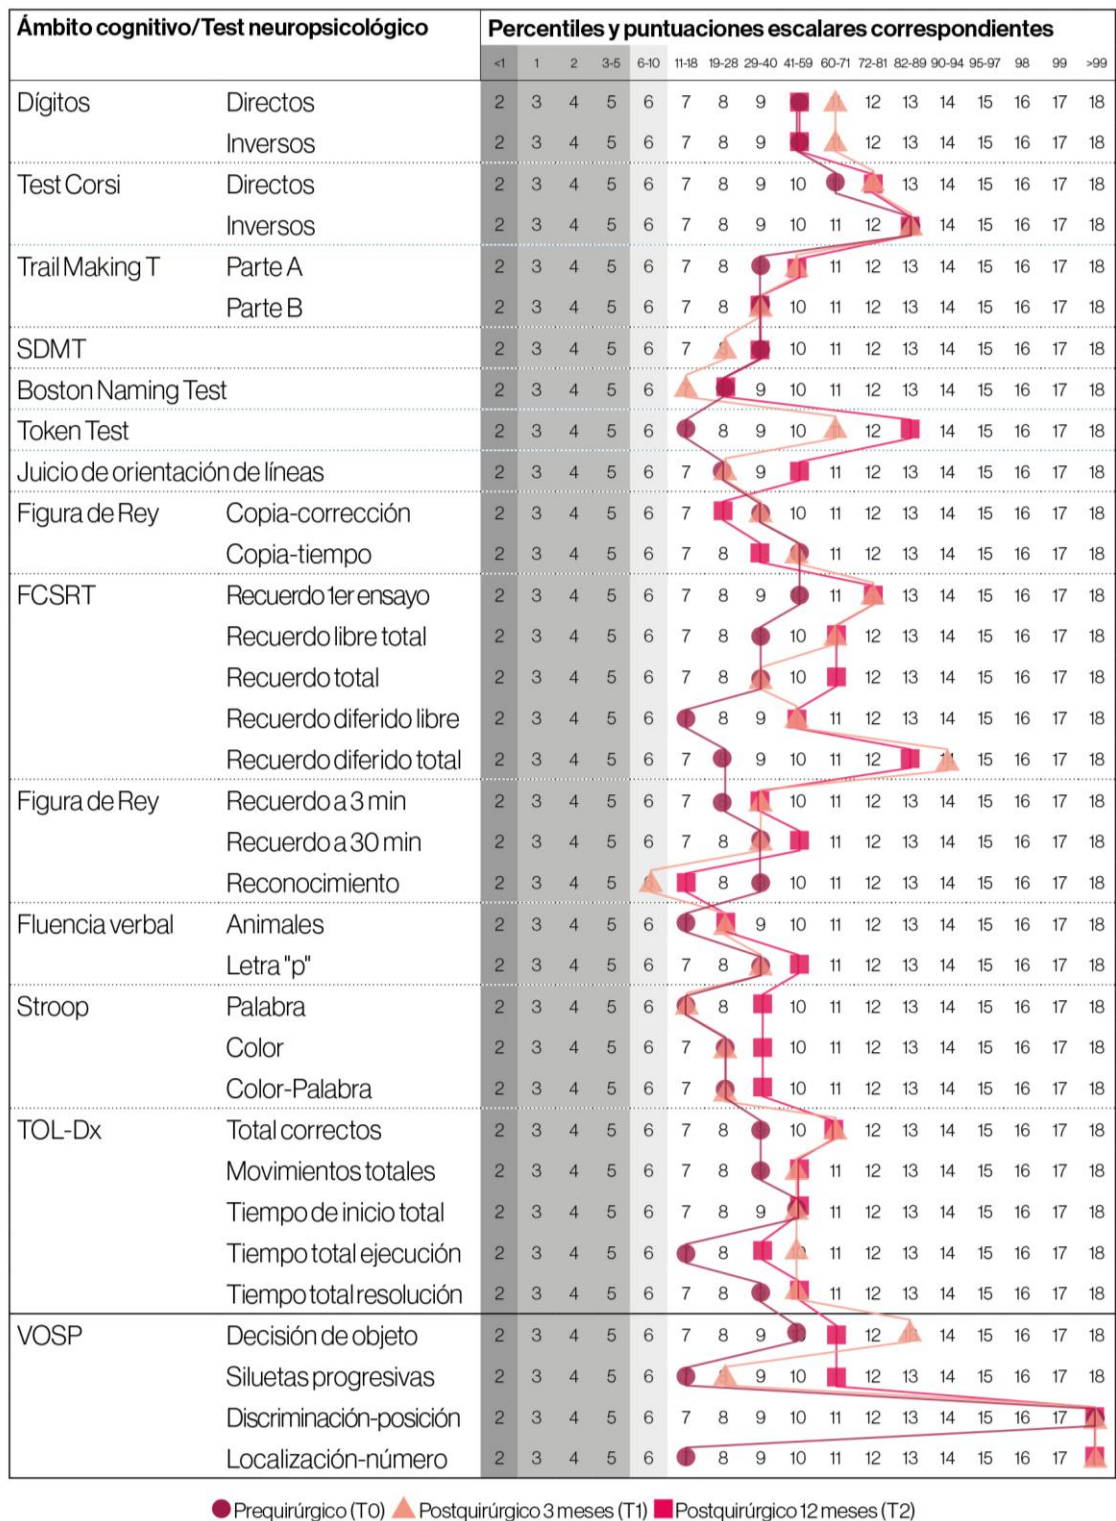 Ámbito cognitivo/Test neuropsicológico Percentiles y puntuaciones escalares correspondientes
<1 1 2 3-5 6-10 11-18 19-28 29-40 41-59 60-71 72-81 82-89 90-94 95-97 98 99 >99
Dígitos Directos 2 3 4 5 6 7 8 9 12 13 14 15 16 17 18
Inversos 2 3 4 5 6 7 8 9 12 13 14 15 16 17 18
Test Corsi Directos 2 3 4 5 6 7 8 9 10 13 14 15 16 17 18
Inversos 2 3 4 5 6 7 8 9 10 11 12 14 15 16 17 18
Trail Making T Parte A 2 3 4 5 6 7 8 11 12 13 14 15 16 17 18
Parte B 2 3 4 5 6 7 8 10 11 12 13 14 15 16 17 18
SDMT 2 3 4 5 6 7 10 11 12 13 14 15 16 17 18
Boston Naming Test 2 3 4 5 6 9 10 11 12 13 14 15 16 17 18
Token Test 2 3 4 5 6 8 9 10 12 14 15 16 17 18
Juicio de orientación de líneas 2 3 4 5 6 7 9 11 12 13 14 15 16 17 18
Figura de Rey Copia-corrección 2 3 4 5 6 7 10 11 12 13 14 15 16 17 18
Copia-tiempo 2 3 4 5 6 7 8 11 12 13 14 15 16 17 18
FCSRT Recuerdo 1er ensayo 2 3 4 5 6 7 8 9 11 13 14 15 16 17 18
Recuerdo libre total 2 3 4 5 6 7 8 10 12 13 14 15 16 17 18
Recuerdo total 2 3 4 5 6 7 8 10 12 13 14 15 16 17 18
Recuerdo diferido libre 2 3 4 5 6 8 9 11 12 13 14 15 16 17 18
Recuerdo diferido total 2 3 4 5 6 7 9 10 11 12 15 16 17 18
Figura de Rey Recuerdo a 3 min 2 3 4 5 6 7 10 11 12 13 14 15 16 17 18
Recuerdo a 30 min 2 3 4 5 6 7 8 11 12 13 14 15 16 17 18
Reconocimiento 2 3 4 5 8 10 11 12 13 14 15 16 17 18
Fluencia verbal Animales 2 3 4 5 6 9 10 11 12 13 14 15 16 17 18
Letra "p" 2 3 4 5 6 7 8 11 12 13 14 15 16 17 18
Stroop Palabra 2 3 4 5 6 8 10 11 12 13 14 15 16 17 18
Color 2 3 4 5 6 7 10 11 12 13 14 15 16 17 18
Color-Palabra 2 3 4 5 6 7 10 11 12 13 14 15 16 17 18
TOL-Dx Total correctos 2 3 4 5 6 7 8 10 12 13 14 15 16 17 18
Movimientos totales 2 3 4 5 6 7 8 11 12 13 14 15 16 17 18
Tiempo de inicio total 2 3 4 5 6 7 8 9 11 12 13 14 15 16 17 18
Tiempo total ejecución 2 3 4 5 6 8 11 12 13 14 15 16 17 18
Tiempo total resolución 2 3 4 5 6 7 8 11 12 13 14 15 16 17 18
VOSP Decisión de objeto 2 3 4 5 6 7 8 9 12 14 15 16 17 18
Siluetas progresivas 2 3 4 5 6 9 10 12 13 14 15 16 17 18
Discriminación-posición 2 3 4 5 6 7 8 9 10 11 12 13 14 15 16 17
Localización-número 2 3 4 5 6 8 9 10 11 12 13 14 15 16 17
Prequirúrgico (T0) Postquirúrgico 3 meses (T1) Postquirúrgico 12 meses (T2)